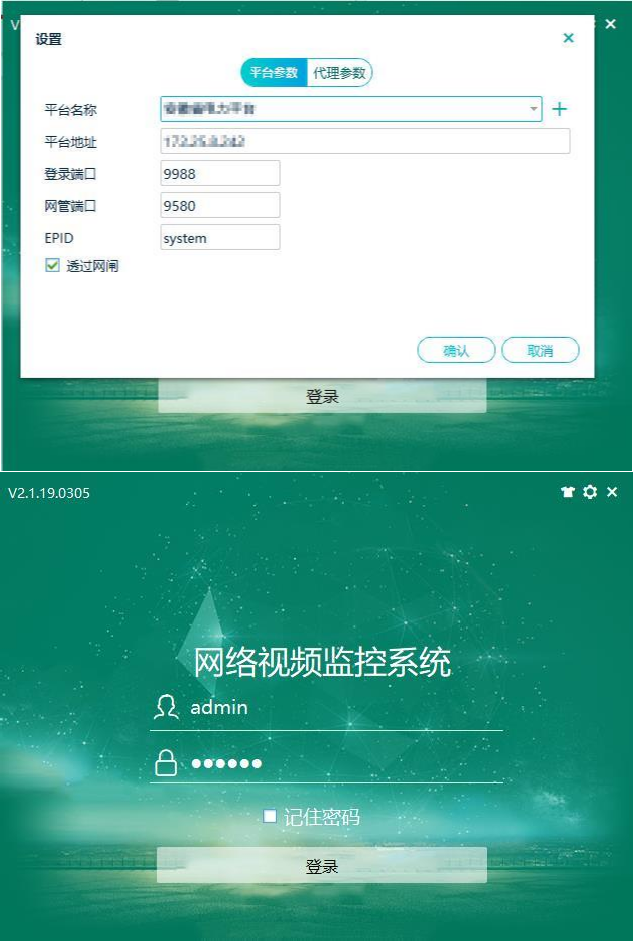 V
设置
平台参数 代理参数
平台名称
平台地址
登录端口 9988
网管端口 9580
EPID system
透过网闸
确认 取消
登录
V2.1.19.0305
网络视频监控系统
admin
记住密码
登录